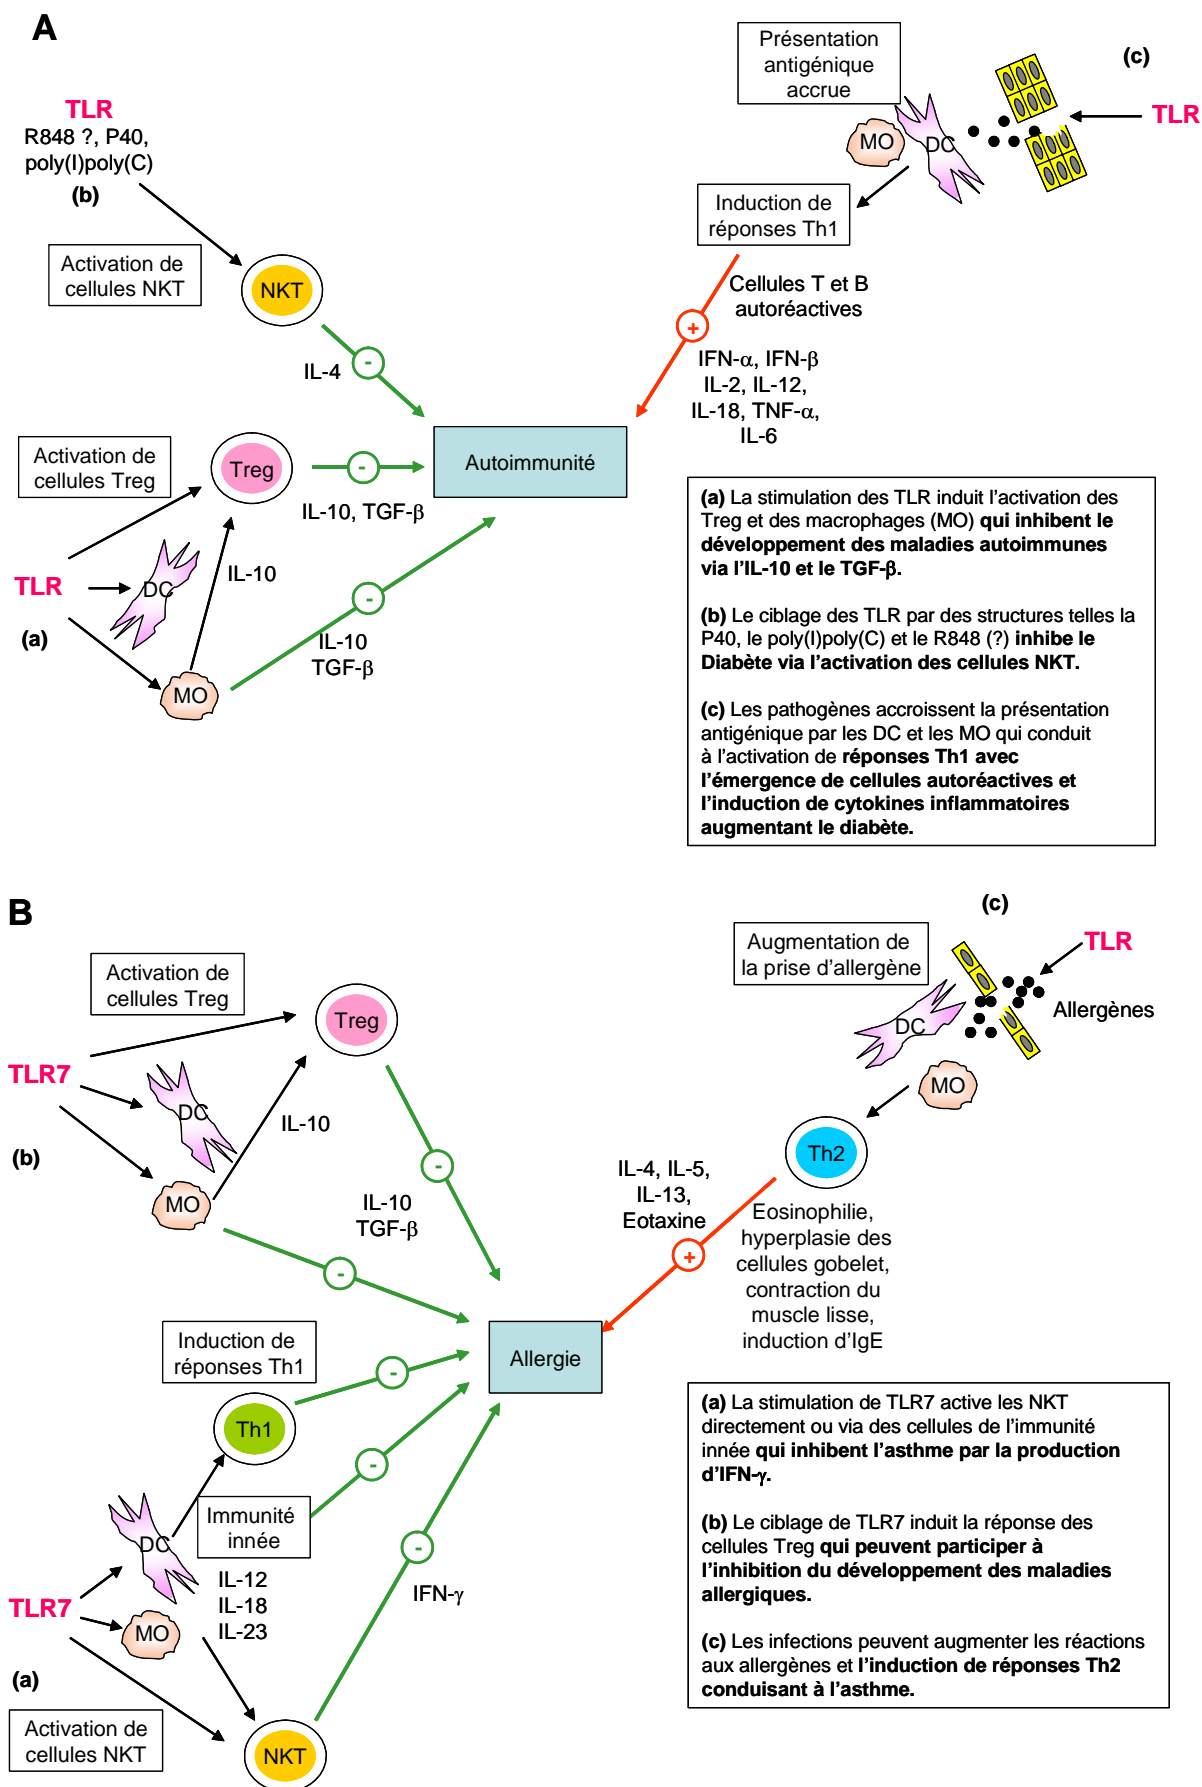 A
TLR
R848 ?, P40,
poly(I)poly(C)
(b)
Activation de
cellules NKT
NKT
IL-4
-
Présentation
antigénique
accrue
(c)
TLR
MO
DC
Induction de
réponses Th1
Cellules T et B
autoréactives
+
IFN-α, IFN-β
IL-2, IL-12,
IL-18, TNF-α,
IL-6
Activation de
cellules Treg
Treg
-
IL-10, TGF-β
Autoimmunité
TLR
DC
IL-10
(a)
MO
-
IL-10
TGF-β
(a) La stimulation des TLR induit l'activation des
Treg et des macrophages (MO) qui inhibent le
développement des maladies autoimmunes
via l'IL-10 et le TGF-β.
(b) Le ciblage des TLR par des structures telles la
P40, le poly(I)poly(C) et le R848 (?) inhibe le
Diabète via l'activation des cellules NKT.
(c) Les pathogènes accroissent la présentation
antigénique par les DC et les MO qui conduit
à l'activation de réponses Th1 avec
l'émergence de cellules autoréactives et
l'induction de cytokines inflammatoires
augmentant le diabète.
B
Activation de
cellules Treg
Treg
TLR7
DC
IL-10
(b)
MO
-
IL-10
TGF-β
-
(c)
Augmentation de
la prise d'allergène
TLR
Allergènes
DC
MO
Th2
IL-4, IL-5,
IL-13,
Eotaxine
+
Eosinophilie,
hyperplasie des
cellules gobelet,
contraction du
muscle lisse,
induction d'IgE
Induction de
réponses Th1
-
Allergie
Th1
-
Immunité
innée
DC
IL-12
IL-18
IL-23
TLR7
MO
-
IFN-γ
(a)
Activation de
cellules NKT
NKT
(a) La stimulation de TLR7 active les NKT
directement ou via des cellules de l'immunité
innée qui inhibent l'asthme par la production
d'IFN-γ.
(b) Le ciblage de TLR7 induit la réponse des
cellules Treg qui peuvent participer à
l'inhibition du développement des maladies
allergiques.
(c) Les infections peuvent augmenter les réactions
aux allergènes et l'induction de réponses Th2
conduisant à l'asthme.